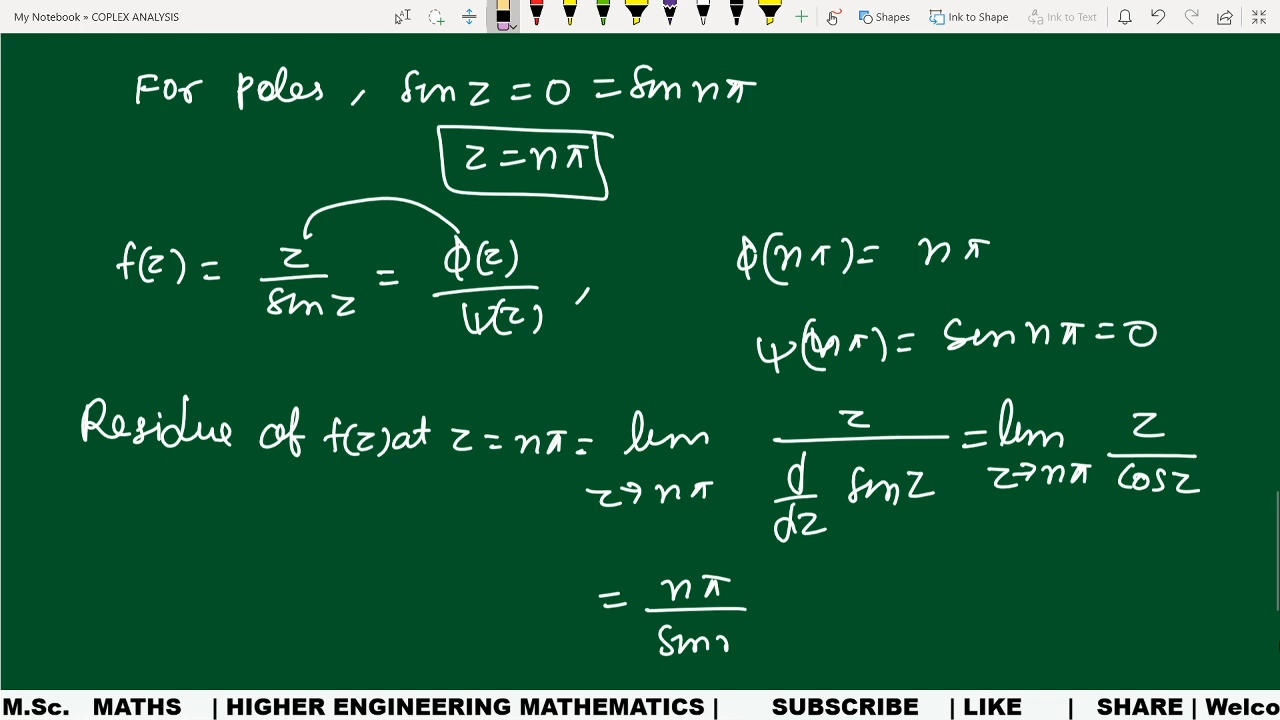 My Notebook » COPLEX ANALYSIS
Shapes
Ink to Shape
Ink to Text
For poles, sin z = 0 = sin nπ
z = nπ
f(z) = z / sin z = ϕ(z) / ψ(z) ,
ϕ(nπ) = nπ
ψ(nπ) = sin nπ = 0
Residue of f(z) at z = nπ = lim z→nπ z / d/dz sin z = lim z→nπ z / cos z
= nπ / sin
M.Sc. MATHS | HIGHER ENGINEERING MATHEMATICS | SUBSCRIBE | LIKE | SHARE | Welco